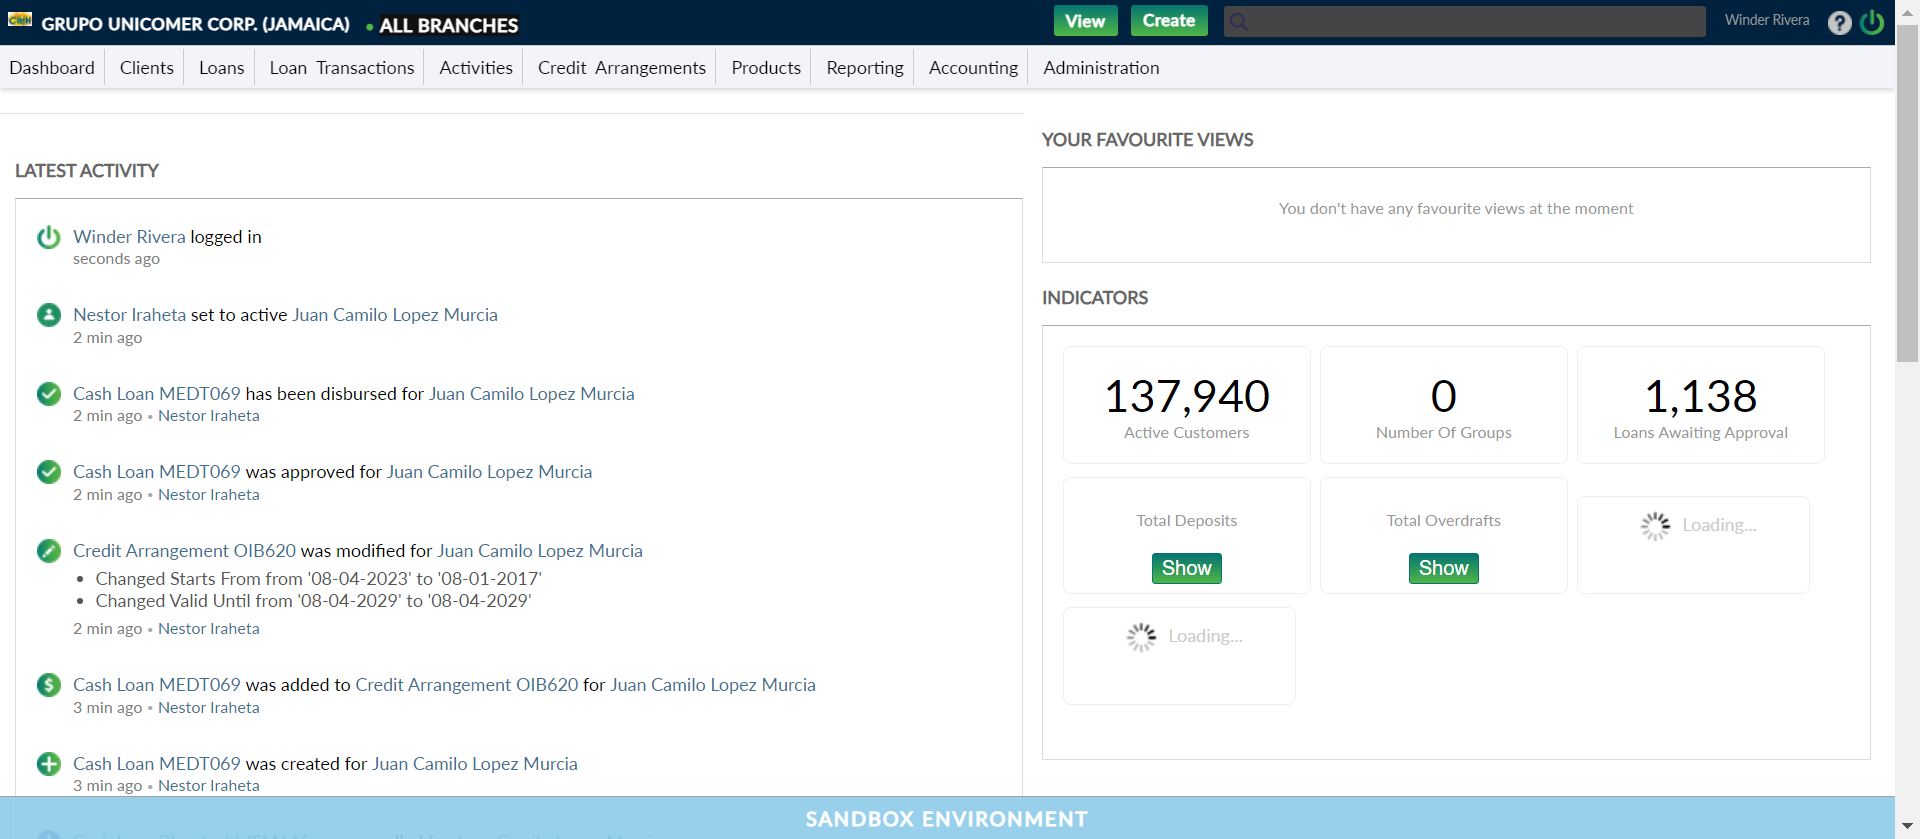 Cash
GRUPO UNICOMER CORP. (JAMAICA) • ALL BRANCHES
View
Create
Winder Rivera
?
Dashboard
Clients
Loans
Loan Transactions
Activities
Credit Arrangements
Products
Reporting
Accounting
Administration
LATEST ACTIVITY
Winder Rivera logged in
seconds ago
Nestor Iraheta set to active Juan Camilo Lopez Murcia
2 min ago
Cash Loan MEDT069 has been disbursed for Juan Camilo Lopez Murcia
2 min ago • Nestor Iraheta
Cash Loan MEDT069 was approved for Juan Camilo Lopez Murcia
2 min ago • Nestor Iraheta
Credit Arrangement OIB620 was modified for Juan Camilo Lopez Murcia
• Changed Starts From from '08-04-2023' to '08-01-2017'
• Changed Valid Until from '08-04-2029' to '08-04-2029'
2 min ago • Nestor Iraheta
Cash Loan MEDT069 was added to Credit Arrangement OIB620 for Juan Camilo Lopez Murcia
3 min ago • Nestor Iraheta
Cash Loan MEDT069 was created for Juan Camilo Lopez Murcia
3 min ago • Nestor Iraheta
YOUR FAVOURITE VIEWS
You don't have any favourite views at the moment
INDICATORS
137,940
Active Customers
0
Number Of Groups
1,138
Loans Awaiting Approval
Total Deposits
Show
Total Overdrafts
Show
Loading...
Loading...
SANDBOX ENVIRONMENT